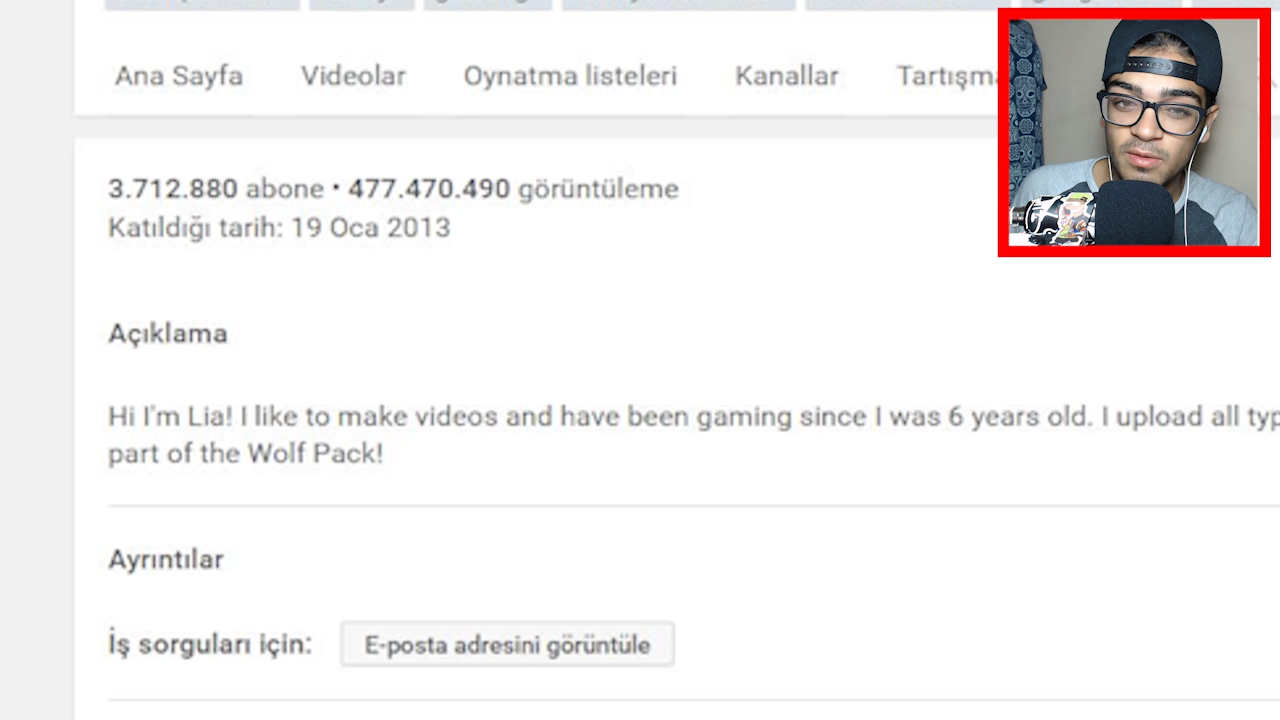 Ana Sayfa Videolar Oynatma listeleri Kanallar Tartışma
3.712.880 abone • 477.470.490 görüntüleme
Katıldığı tarih: 19 Oca 2013
Açıklama
Hi I'm Lia! I like to make videos and have been gaming since I was 6 years old. I upload all typ
part of the Wolf Pack!
Ayrıntılar
İş sorguları için: E-posta adresini görüntüle